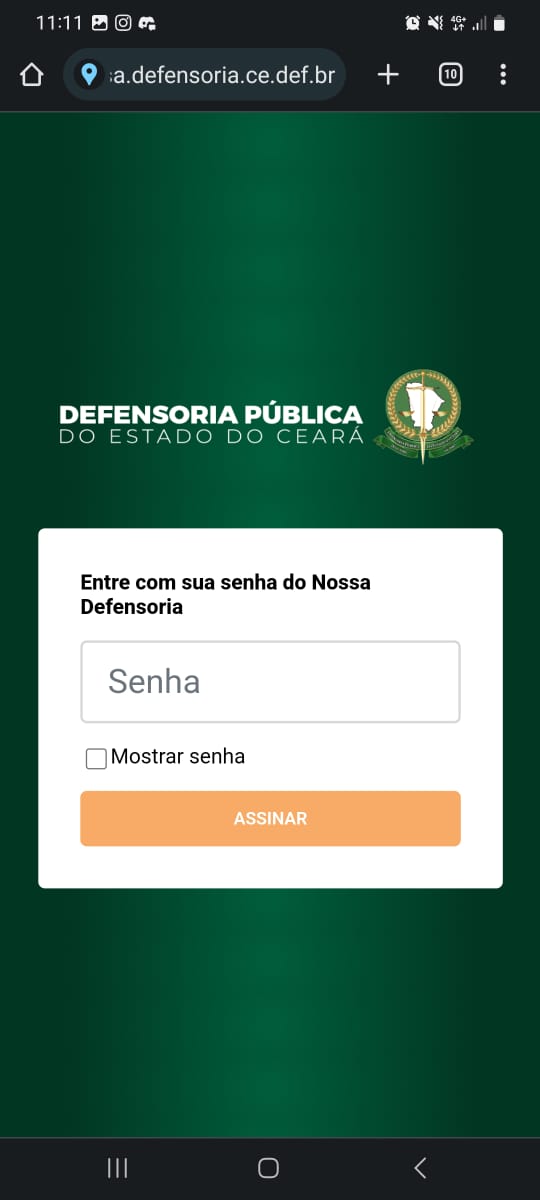 11:11
4G+
:a.defensoria.ce.def.br
10
DEFENSORIA PÚBLICA
DO ESTADO DO CEARÁ
Entre com sua senha do Nossa
Defensoria
Senha
Mostrar senha
ASSINAR